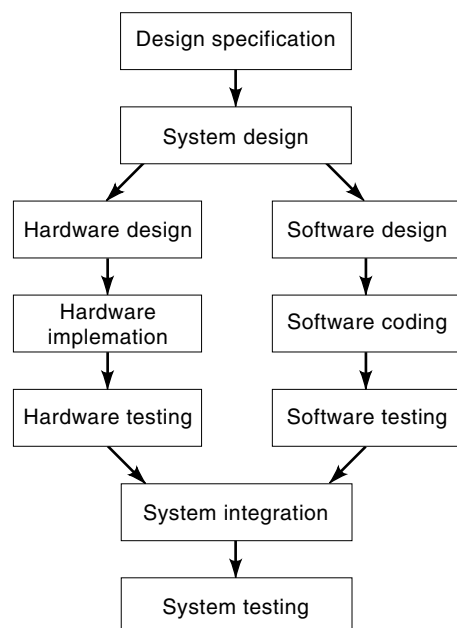 Design specification
System design
Hardware design
Software design
Hardware
implemation
Software coding
Hardware testing
Software testing
System integration
System testing